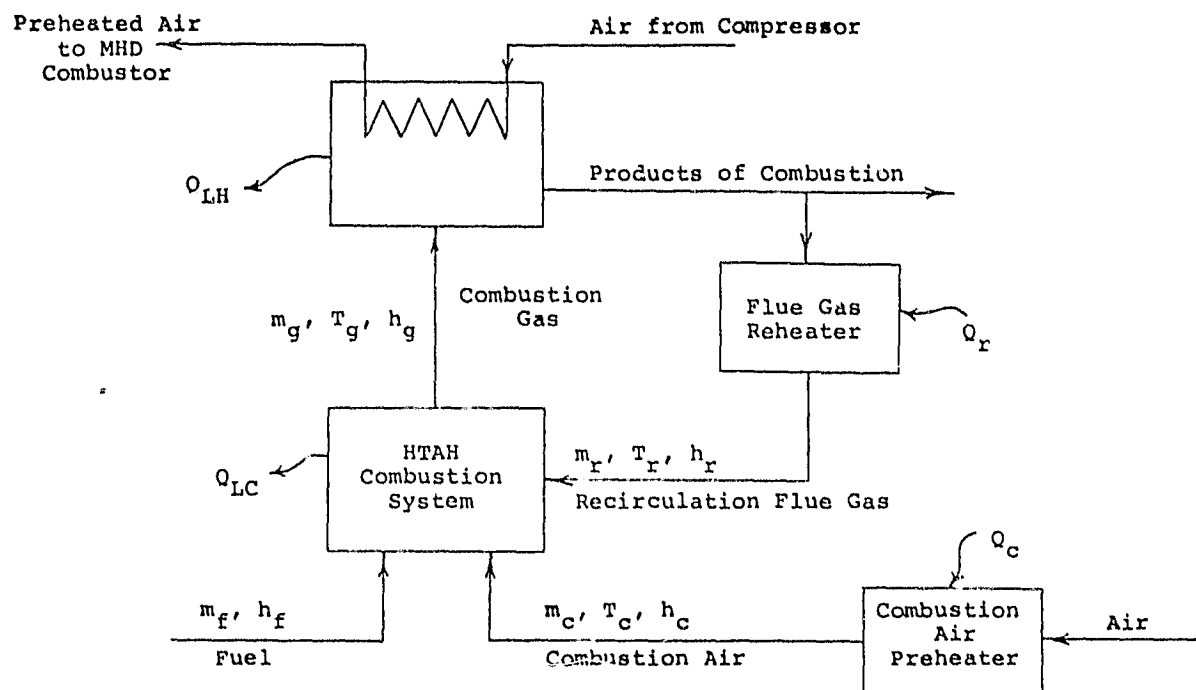 Preheated Air
to MHD
Combustor
Air from Compressor
Q_LH
Products of Combustion
Combustion
Gas
m_g, T_g, h_g
Flue Gas
Reheater
Q_r
HTAH
Combustion
System
Q_LC
m_r, T_r, h_r
Recirculation Flue Gas
Q_c
m_f, h_f
Fuel
m_c, T_c, h_c
Combustion Air
Combustion
Air
Preheater
Air